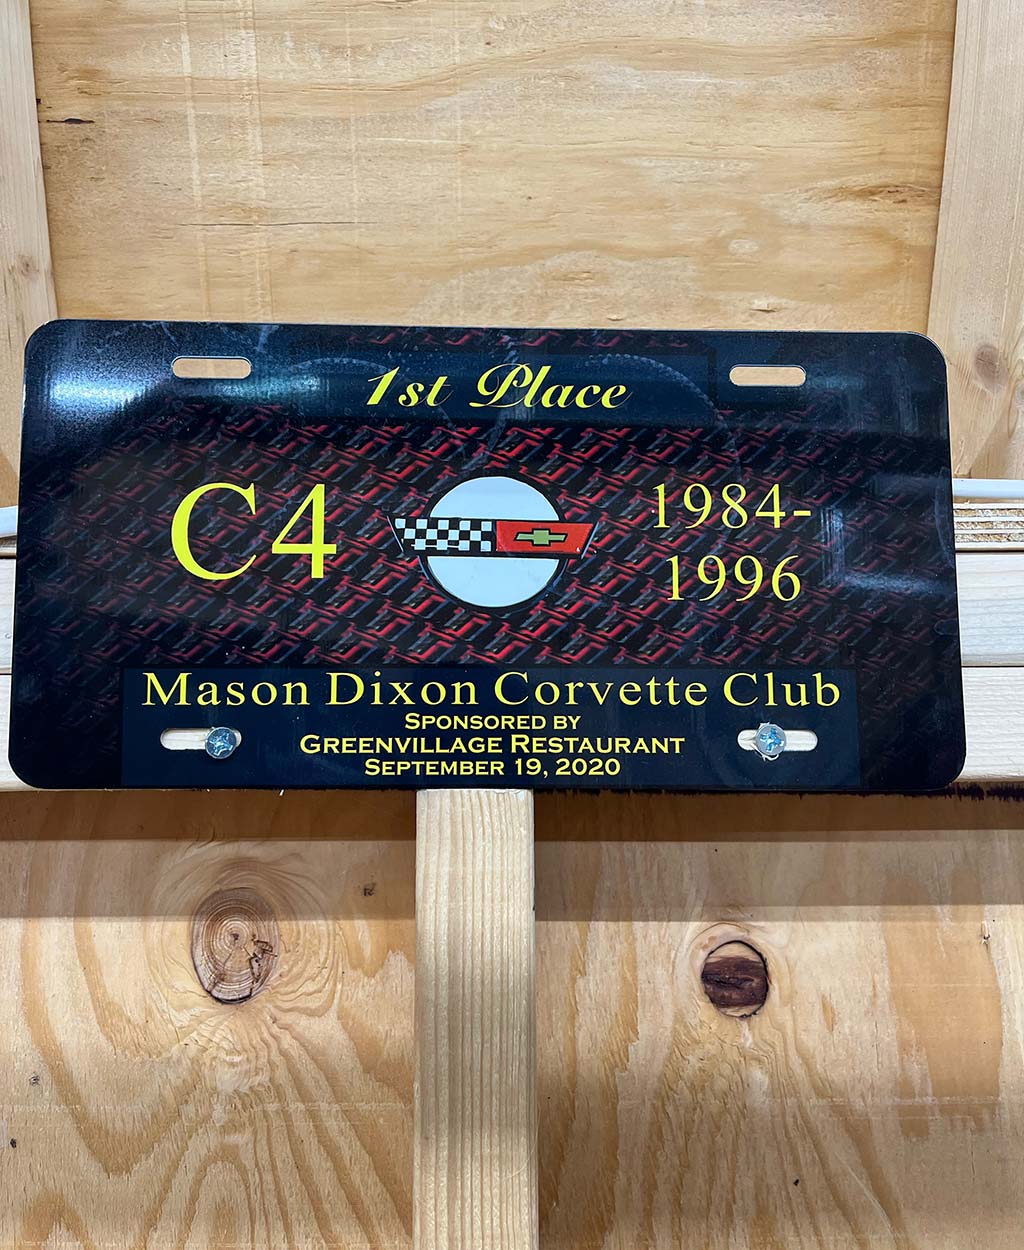 1st Place
C4
1984-
1996
Mason Dixon Corvette Club
Sponsored by
Greenvillage Restaurant
September 19, 2020